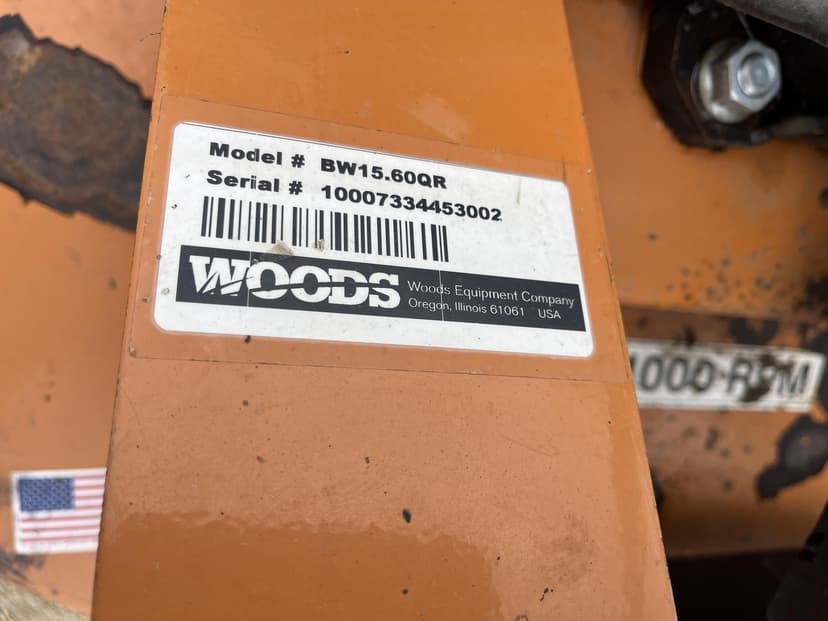 Model # BW15.60QR
Serial # 10007334453002
WOODS
Woods Equipment Company
Oregon, Illinois 61061 USA
1000 RPM